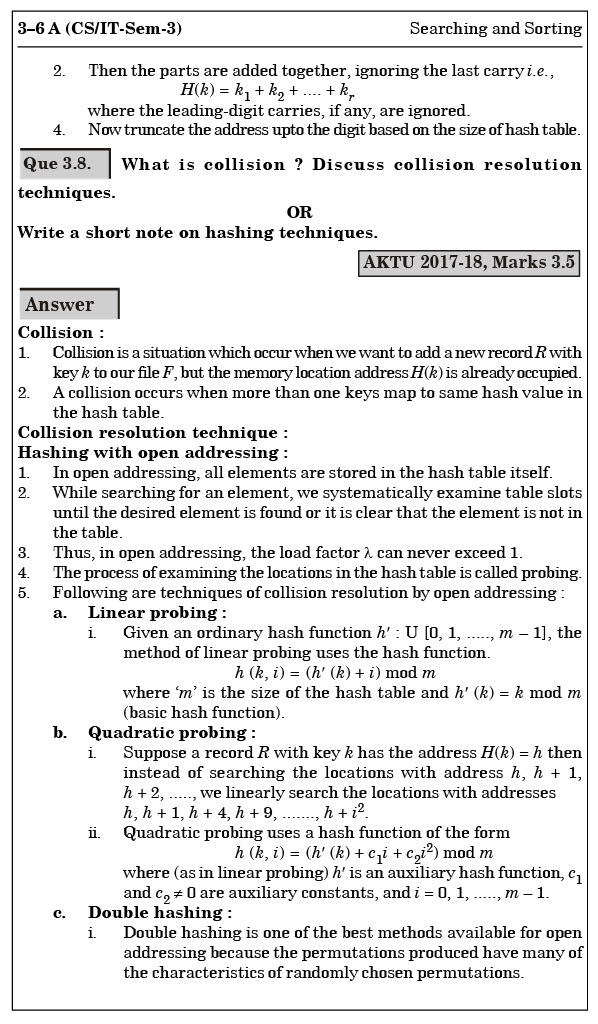 3–6 A (CS/IT-Sem-3) Searching and Sorting
2. Then the parts are added together, ignoring the last carry i.e.,
H(k) = k₁ + k₂ + .... + kᵣ
where the leading-digit carries, if any, are ignored.
4. Now truncate the address upto the digit based on the size of hash table.
Que 3.8. What is collision ? Discuss collision resolution
techniques.
OR
Write a short note on hashing techniques.
AKTU 2017-18, Marks 3.5
Answer
Collision :
1. Collision is a situation which occur when we want to add a new record R with
key k to our file F, but the memory location address H(k) is already occupied.
2. A collision occurs when more than one keys map to same hash value in
the hash table.
Collision resolution technique :
Hashing with open addressing :
1. In open addressing, all elements are stored in the hash table itself.
2. While searching for an element, we systematically examine table slots
until the desired element is found or it is clear that the element is not in
the table.
3. Thus, in open addressing, the load factor λ can never exceed 1.
4. The process of examining the locations in the hash table is called probing.
5. Following are techniques of collision resolution by open addressing :
a. Linear probing :
i. Given an ordinary hash function h′ : U [0, 1, ....., m – 1], the
method of linear probing uses the hash function.
h (k, i) = (h′ (k) + i) mod m
where ‘m’ is the size of the hash table and h′ (k) = k mod m
(basic hash function).
b. Quadratic probing :
i. Suppose a record R with key k has the address H(k) = h then
instead of searching the locations with address h, h + 1,
h + 2, ....., we linearly search the locations with addresses
h, h + 1, h + 4, h + 9, ......., h + i².
ii. Quadratic probing uses a hash function of the form
h (k, i) = (h′ (k) + c₁i + c₂i²) mod m
where (as in linear probing) h′ is an auxiliary hash function, c₁
and c₂ ≠ 0 are auxiliary constants, and i = 0, 1, ....., m – 1.
c. Double hashing :
i. Double hashing is one of the best methods available for open
addressing because the permutations produced have many of
the characteristics of randomly chosen permutations.